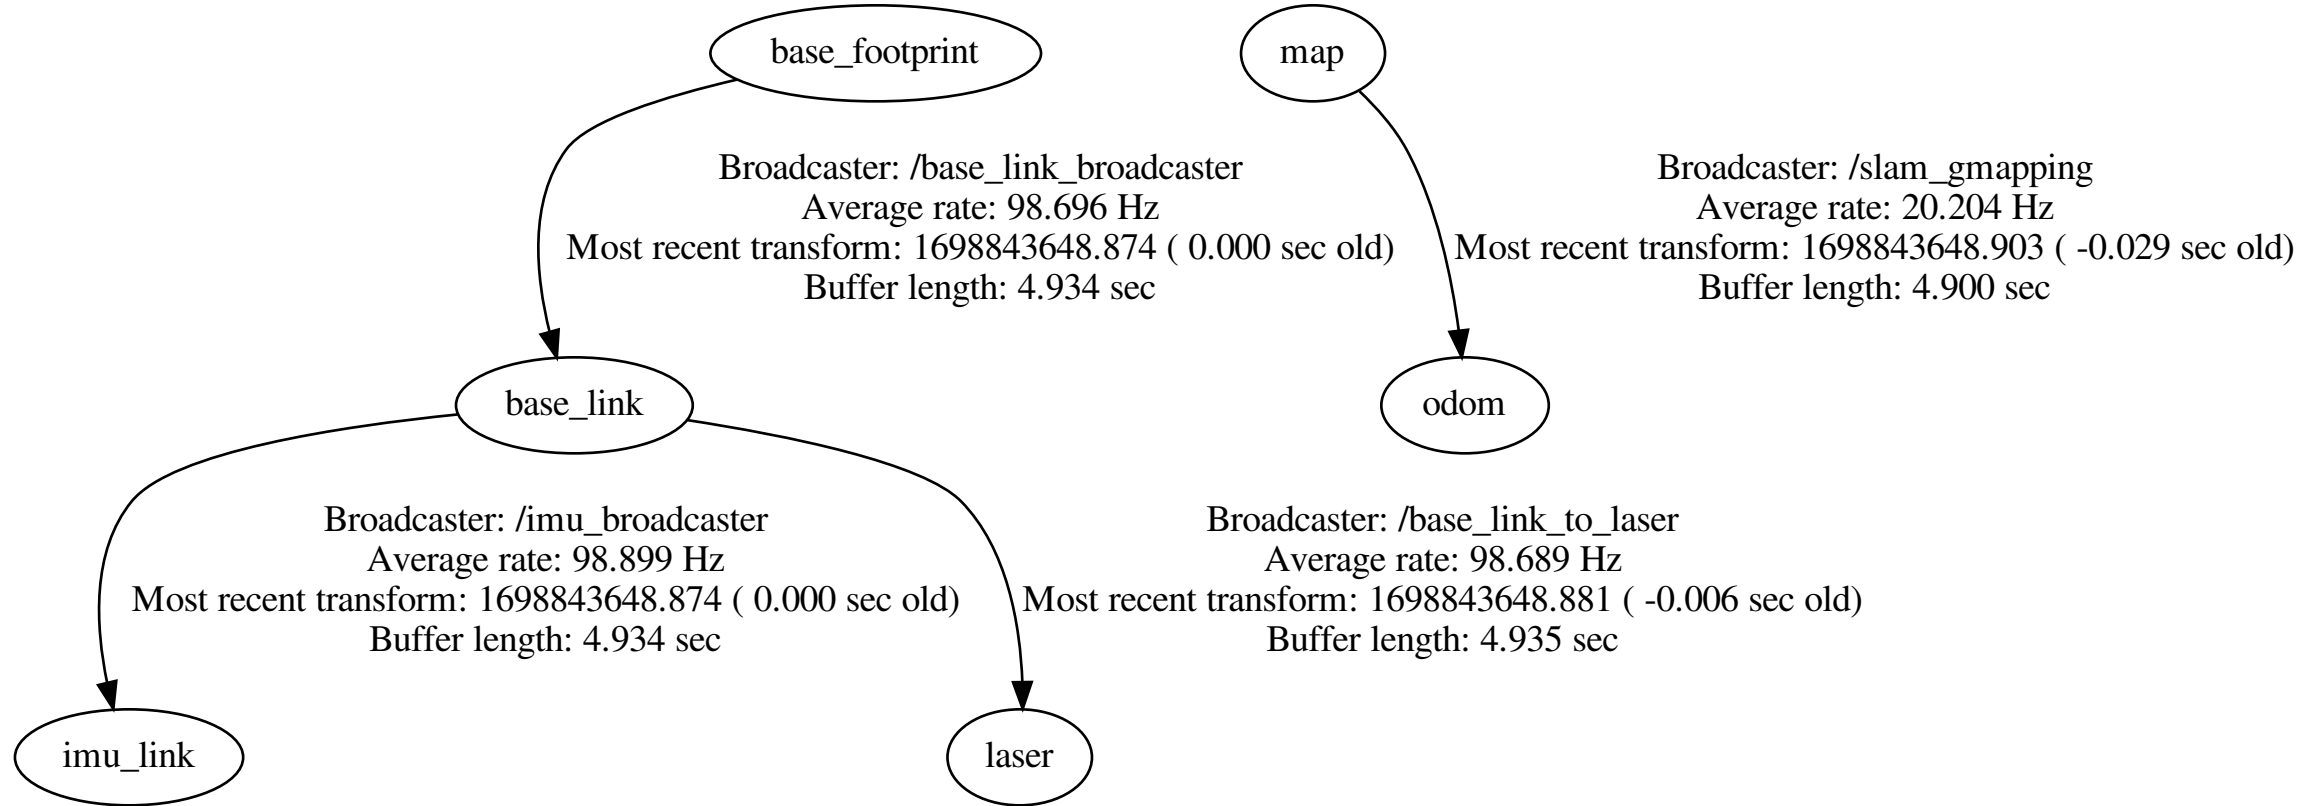 base_footprint
map
Broadcaster: /base_link_broadcaster
Average rate: 98.696 Hz
Most recent transform: 1698843648.874 ( 0.000 sec old)
Buffer length: 4.934 sec
Broadcaster: /slam_gmapping
Average rate: 20.204 Hz
Most recent transform: 1698843648.903 ( -0.029 sec old)
Buffer length: 4.900 sec
base_link
odom
Broadcaster: /imu_broadcaster
Average rate: 98.899 Hz
Most recent transform: 1698843648.874 ( 0.000 sec old)
Buffer length: 4.934 sec
Broadcaster: /base_link_to_laser
Average rate: 98.689 Hz
Most recent transform: 1698843648.881 ( -0.006 sec old)
Buffer length: 4.935 sec
imu_link
laser